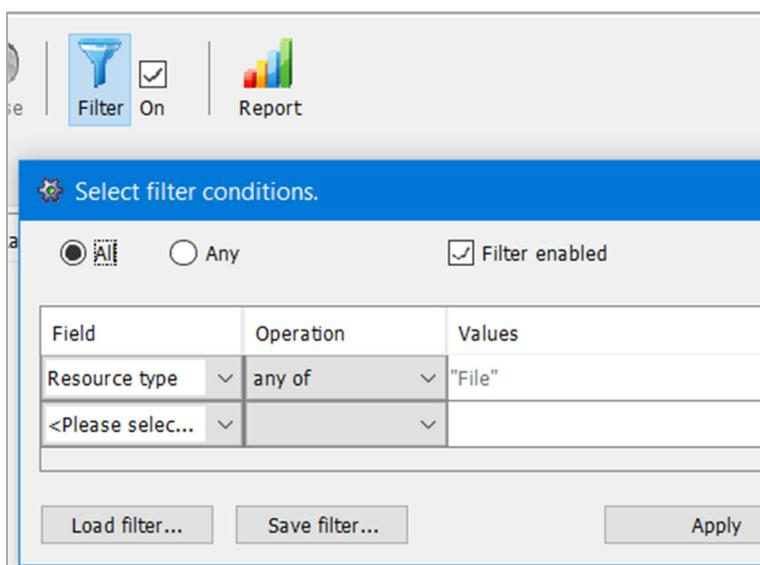 se Filter On Report
Select filter conditions.
All Any Filter enabled
Field Operation Values
Resource type any of "File"
<Please selec...
Load filter... Save filter... Apply